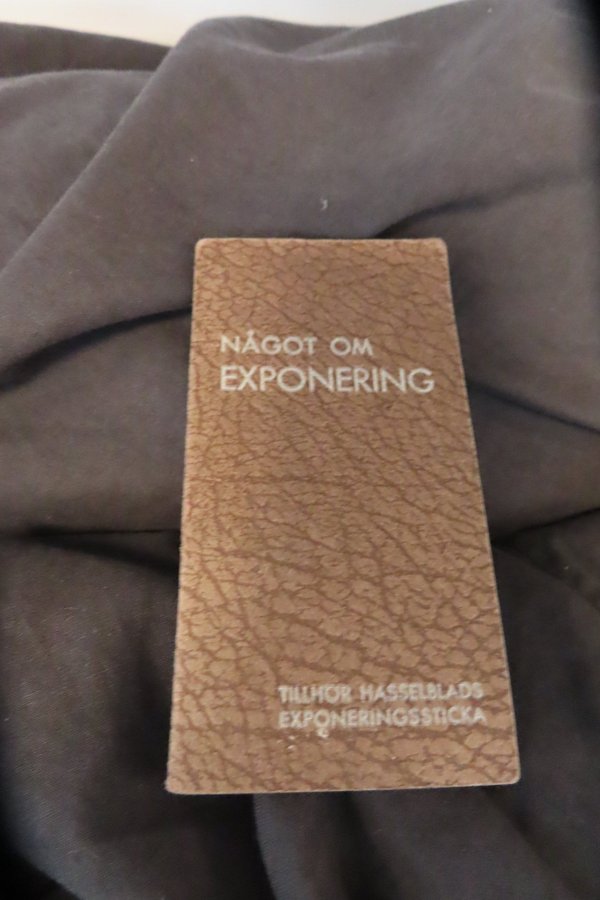 NÅGOT OM
EXPONERING
TILLHÖR HASSELBLADS
EXPONERINGSSTICKA